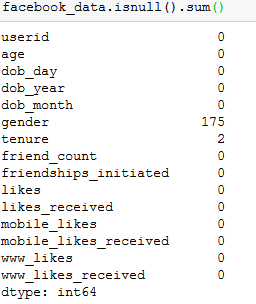 facebook_data.isnull().sum()
userid 0
age 0
dob_day 0
dob_year 0
dob_month 0
gender 175
tenure 2
friend_count 0
friendships_initiated 0
likes 0
likes_received 0
mobile_likes 0
mobile_likes_received 0
www_likes 0
www_likes_received 0
dtype: int64